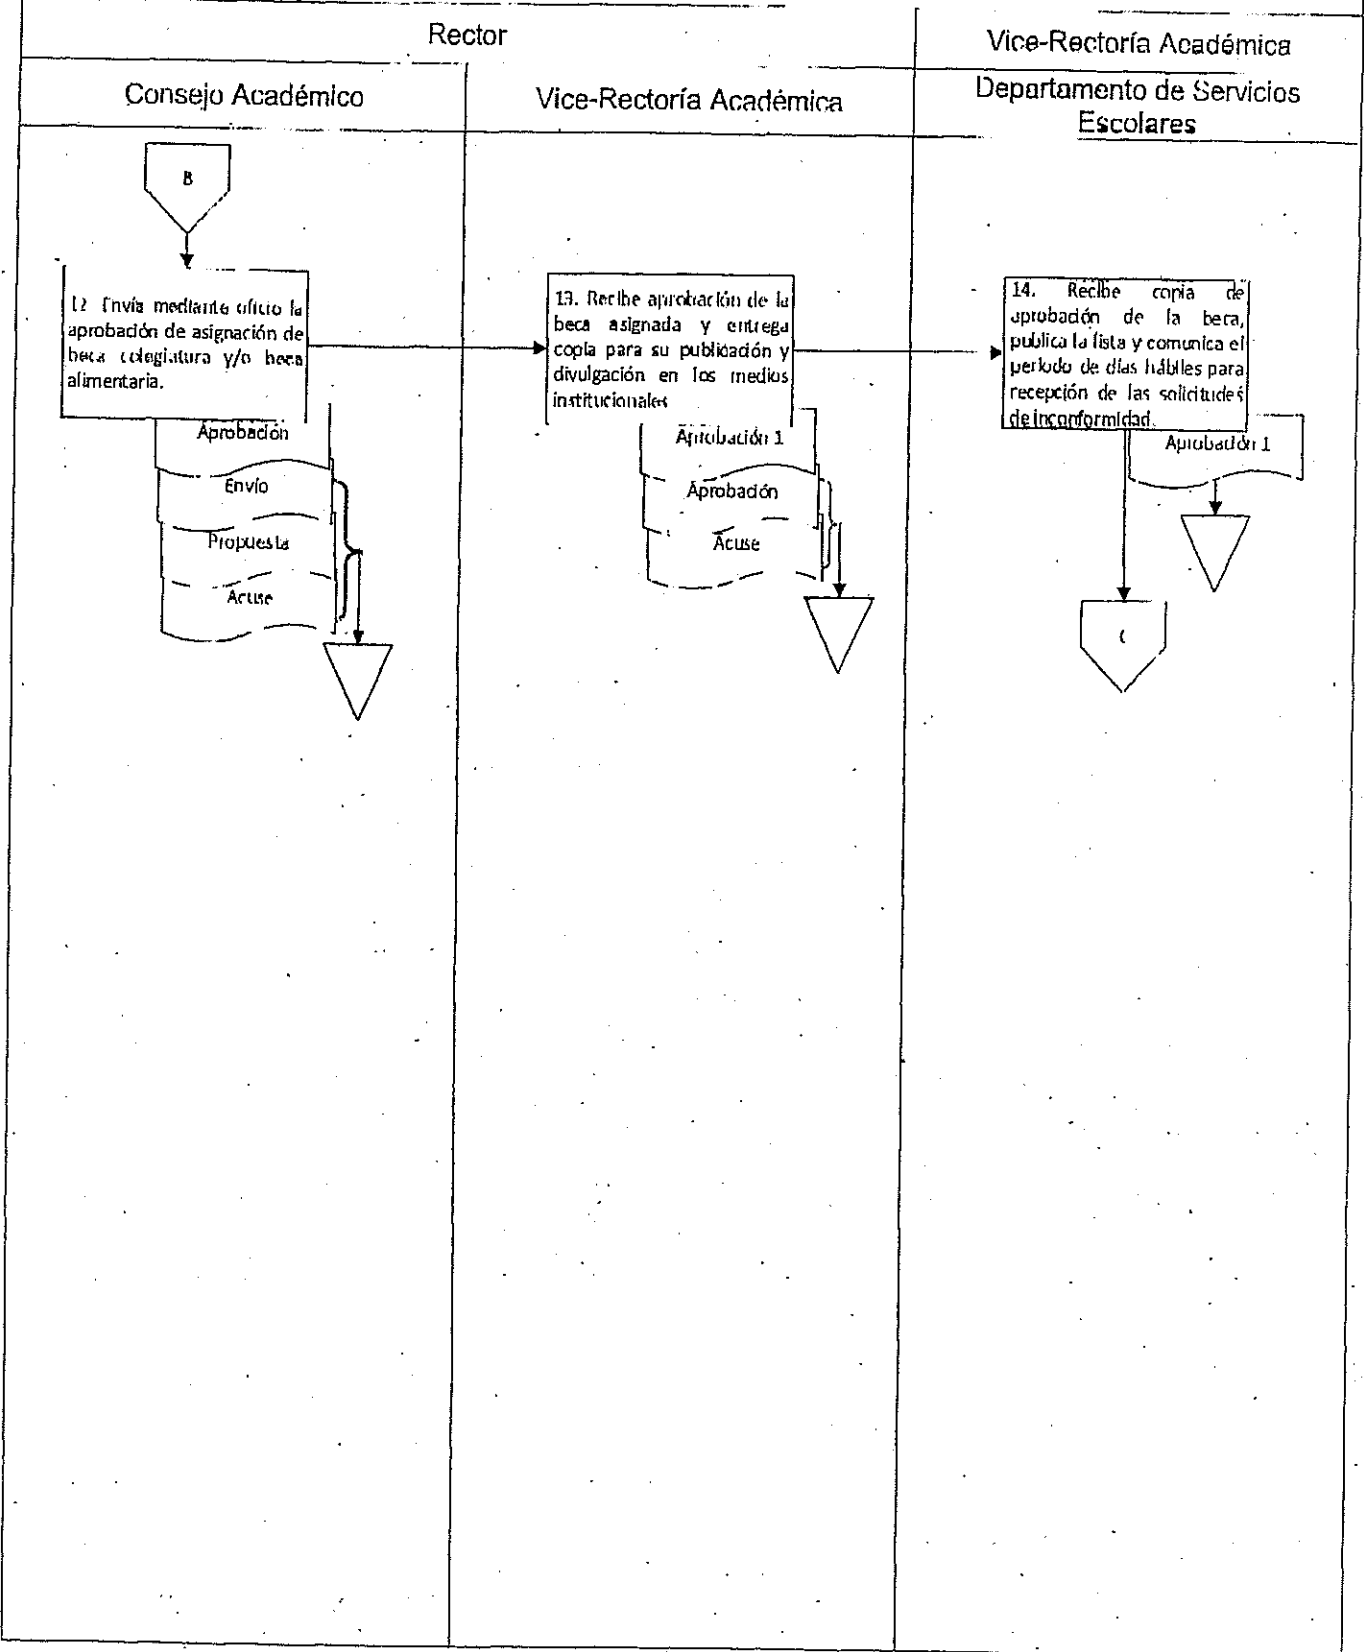 Rector
Vice-Rectoría Académica
Consejo Académico
Vice-Rectoría Académica
Departamento de Servicios
Escolares
B
12. Envía mediante oficio la
aprobación de asignación de
beca colegiatura y/o beca
alimentaria.
Aprobación
Envío
Propuesta
Acuse
13. Recibe aprobación de la
beca asignada y entrega
copia para su publicación y
divulgación en los medios
institucionales
Aprobación 1
Aprobación
Acuse
14. Recibe copia de
aprobación de la beca,
publica la lista y comunica el
periodo de días hábiles para
recepción de las solicitudes
de inconformidad.
Aprobación 1
C